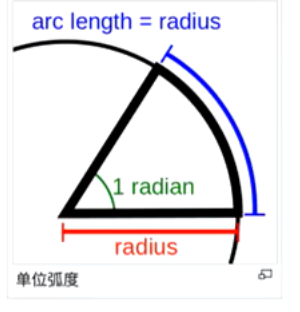 arc length = radius
1 radian
radius
单位弧度